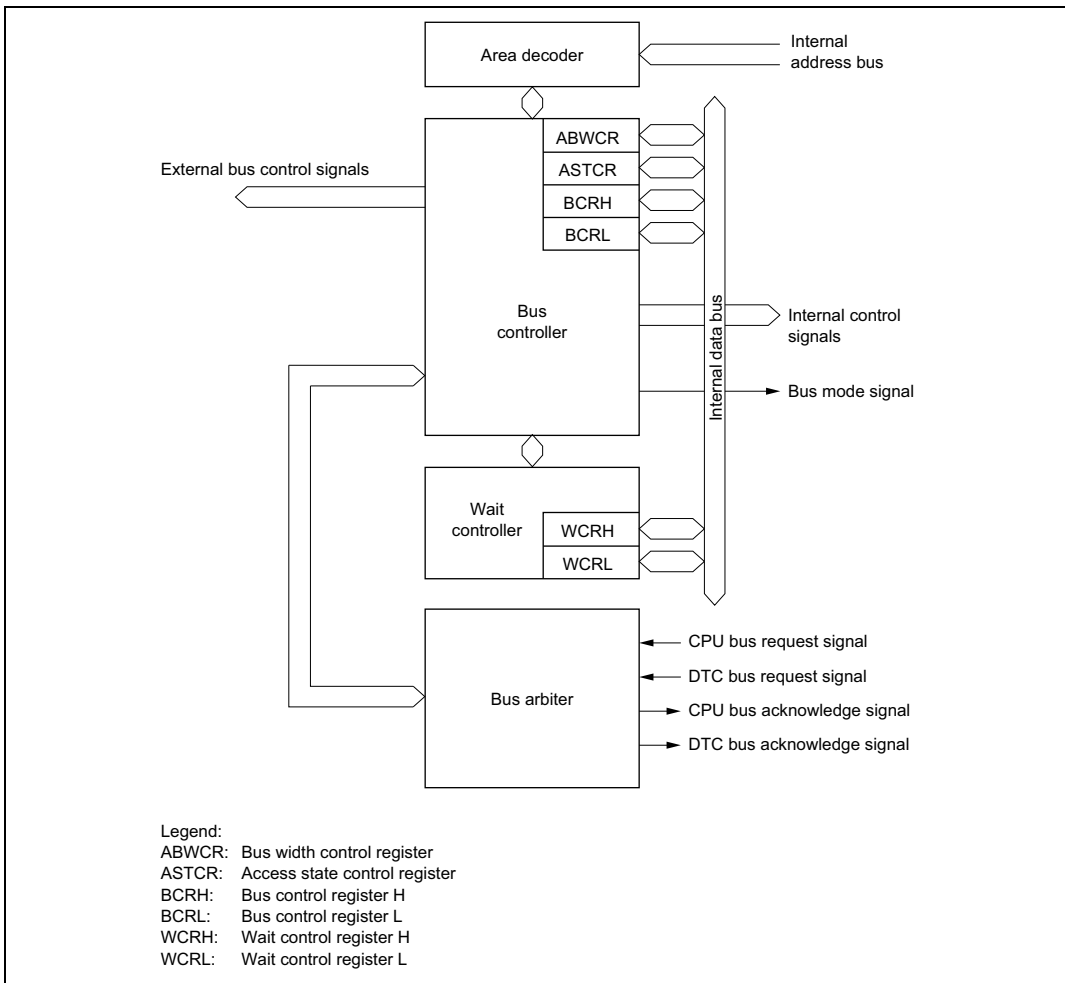 Area decoder
Internal
address bus
ABWCR
ASTCR
BCRH
BCRL
External bus control signals
Bus
controller
Internal data bus
Internal control
signals
Bus mode signal
Wait
controller
WCRH
WCRL
Bus arbiter
CPU bus request signal
DTC bus request signal
CPU bus acknowledge signal
DTC bus acknowledge signal
Legend:
ABWCR: Bus width control register
ASTCR: Access state control register
BCRH: Bus control register H
BCRL: Bus control register L
WCRH: Wait control register H
WCRL: Wait control register L